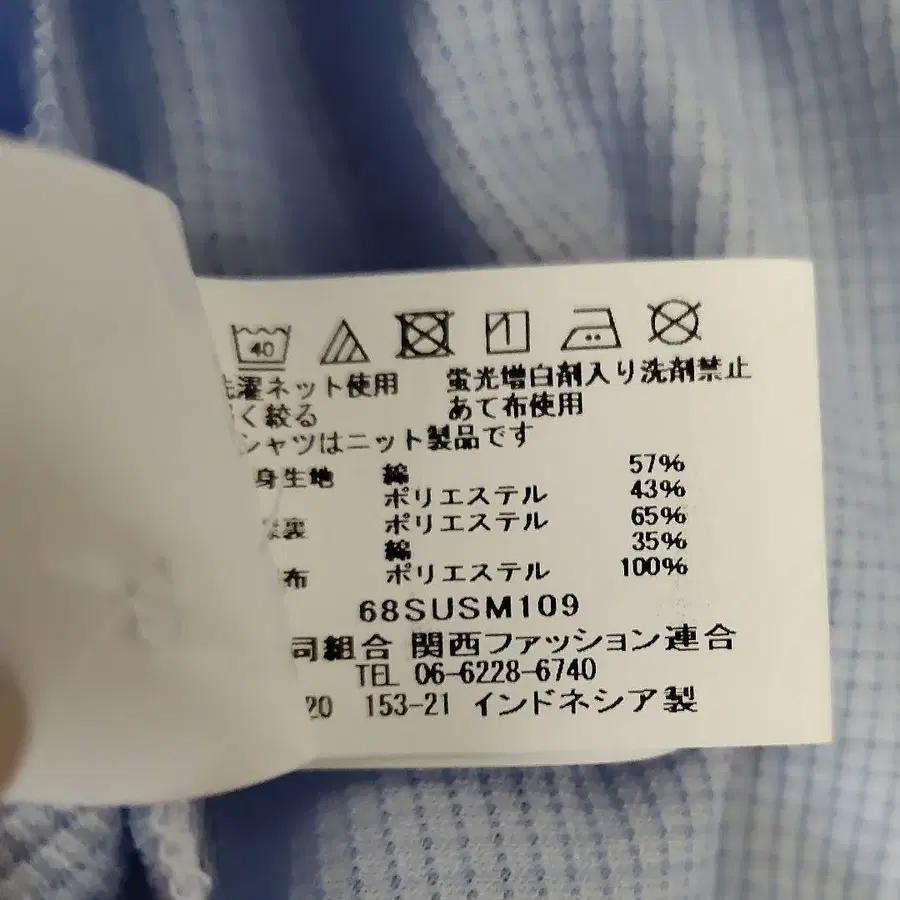 40
洗濯ネット使用 蛍光増白剤入り洗剤禁止
く絞る あて布使用
シャツはニット製品です
身生地 綿 57%
ポリエステル 43%
裏 ポリエステル 65%
綿 35%
布 ポリエステル 100%
68SUSM109
同組合 関西ファッション連合
TEL 06-6228-6740
20 153-21 インドネシア製